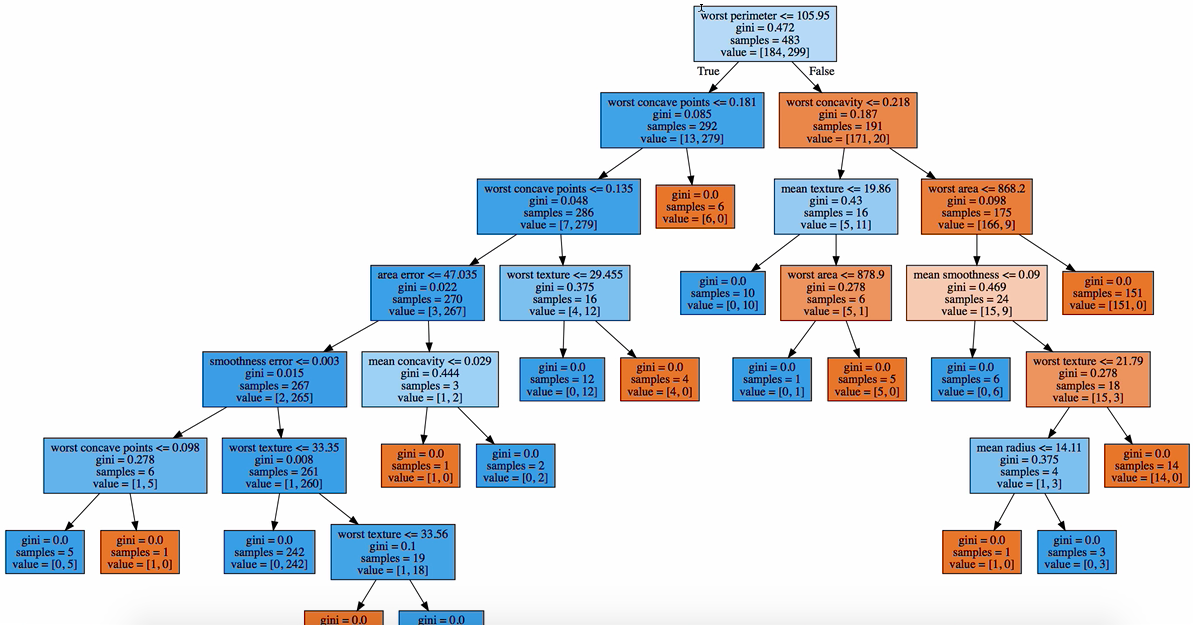 worst perimeter <= 105.95
gini = 0.472
samples = 483
value = [184, 299]
True
False
worst concave points <= 0.181
gini = 0.085
samples = 292
value = [13, 279]
worst concavity <= 0.218
gini = 0.187
samples = 191
value = [171, 20]
worst concave points <= 0.135
gini = 0.048
samples = 286
value = [7, 279]
gini = 0.0
samples = 6
value = [6, 0]
mean texture <= 19.86
gini = 0.43
samples = 16
value = [5, 11]
worst area <= 868.2
gini = 0.098
samples = 175
value = [166, 9]
area error <= 47.035
gini = 0.022
samples = 270
value = [3, 267]
worst texture <= 29.455
gini = 0.375
samples = 16
value = [4, 12]
gini = 0.0
samples = 10
value = [0, 10]
worst area <= 878.9
gini = 0.278
samples = 6
value = [5, 1]
mean smoothness <= 0.09
gini = 0.469
samples = 24
value = [15, 9]
gini = 0.0
samples = 151
value = [151, 0]
smoothness error <= 0.003
gini = 0.015
samples = 267
value = [2, 265]
mean concavity <= 0.029
gini = 0.444
samples = 3
value = [1, 2]
gini = 0.0
samples = 12
value = [0, 12]
gini = 0.0
samples = 4
value = [4, 0]
gini = 0.0
samples = 1
value = [0, 1]
gini = 0.0
samples = 5
value = [5, 0]
gini = 0.0
samples = 6
value = [0, 6]
worst texture <= 21.79
gini = 0.278
samples = 18
value = [15, 3]
worst concave points <= 0.098
gini = 0.278
samples = 6
value = [1, 5]
worst texture <= 33.35
gini = 0.008
samples = 261
value = [1, 260]
gini = 0.0
samples = 1
value = [1, 0]
gini = 0.0
samples = 2
value = [0, 2]
mean radius <= 14.11
gini = 0.375
samples = 4
value = [1, 3]
gini = 0.0
samples = 14
value = [14, 0]
gini = 0.0
samples = 5
value = [0, 5]
gini = 0.0
samples = 1
value = [1, 0]
gini = 0.0
samples = 242
value = [0, 242]
worst texture <= 33.56
gini = 0.1
samples = 19
value = [1, 18]
gini = 0.0
samples = 1
value = [1, 0]
gini = 0.0
samples = 3
value = [0, 3]
gini = 0.0
gini = 0.0